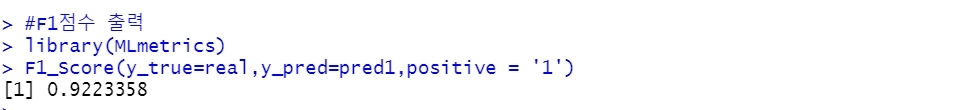 > #F1점수 출력
> library(MLmetrics)
> F1_Score(y_true=real,y_pred=pred1,positive = '1')
[1] 0.9223358